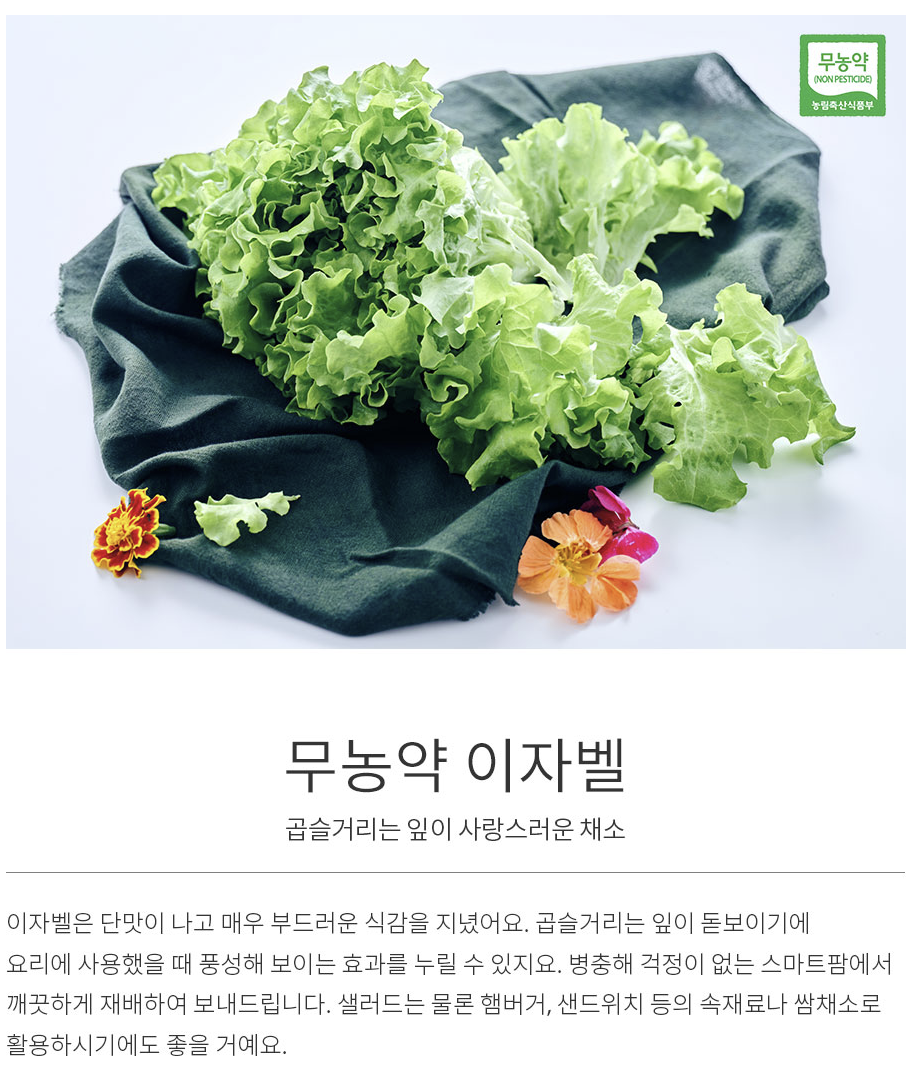 무농약
(NON PESTICIDE)
농림축산식품부
무농약 이자벨
곱슬거리는 잎이 사랑스러운 채소
이자벨은 단맛이 나고 매우 부드러운 식감을 지녔어요. 곱슬거리는 잎이 돋보이기에
요리에 사용했을 때 풍성해 보이는 효과를 누릴 수 있지요. 병충해 걱정이 없는 스마트팜에서
깨끗하게 재배하여 보내드립니다. 샐러드는 물론 햄버거, 샌드위치 등의 속재료나 쌈채소로
활용하시기에도 좋을 거예요.